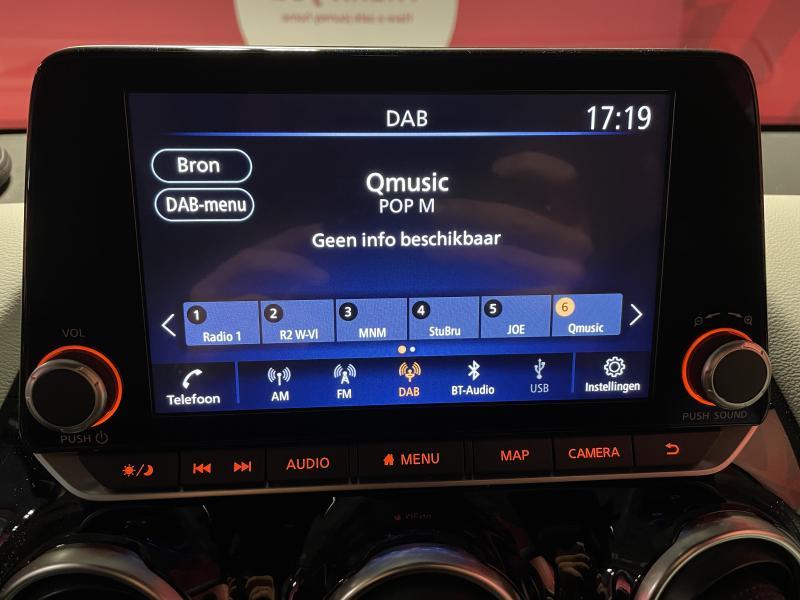 DAB 17:19
Bron
DAB-menu
Qmusic
POP M
Geen info beschikbaar
1 Radio 1
2 R2 W-Vl
3 MNM
4 StuBru
5 JOE
6 Qmusic
Telefoon
AM
FM
DAB
BT-Audio
USB
Instellingen
VOL
PUSH
PUSH SOUND
AUDIO
MENU
MAP
CAMERA